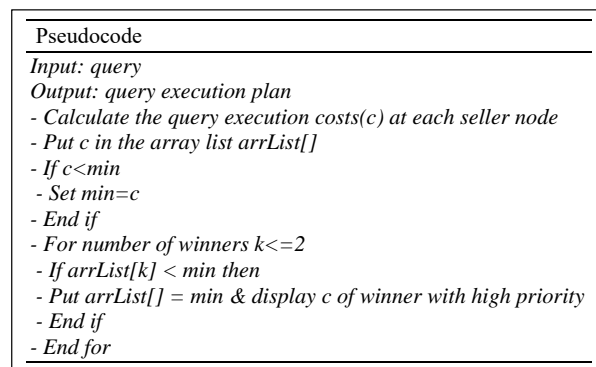 Pseudocode
Input: query
Output: query execution plan
- Calculate the query execution costs(c) at each seller node
- Put c in the array list arrList[]
- If c<min
- Set min=c
- End if
- For number of winners k<=2
- If arrList[k] < min then
- Put arrList[] = min & display c of winner with high priority
- End if
- End for